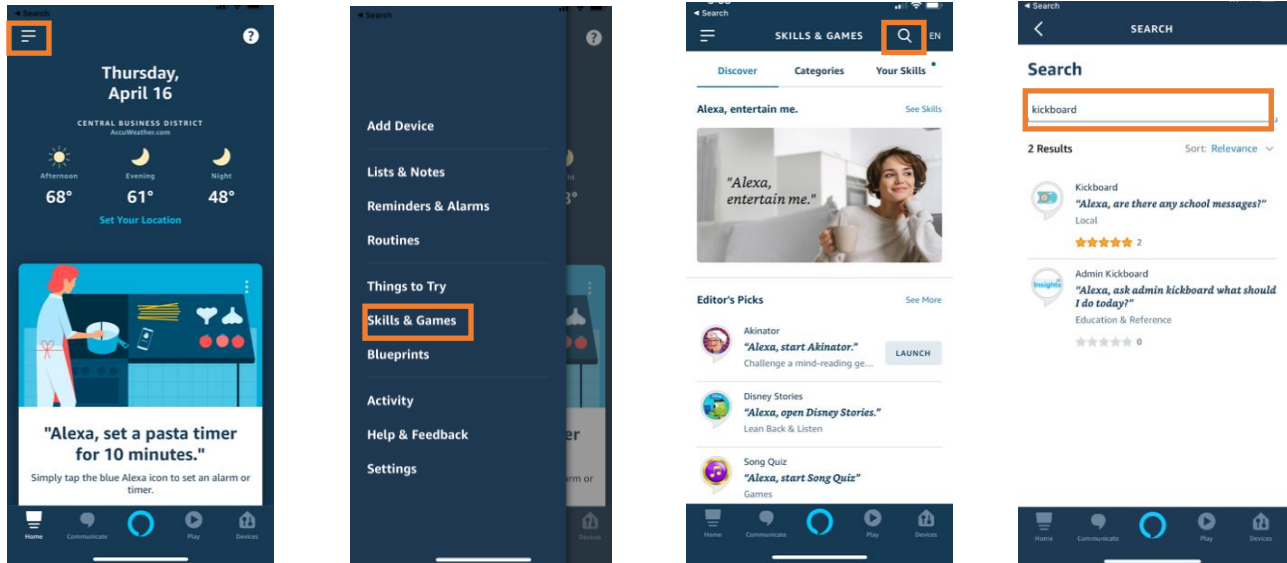 Search
?
Thursday,
April 16
CENTRAL BUSINESS DISTRICT
AccuWeather.com
Afternoon Evening Night
68° 61° 48°
Set Your Location
"Alexa, set a pasta timer
for 10 minutes."
Simply tap the blue Alexa icon to set an alarm or
timer.
Home Communicate Play Devices
Search
?
Add Device
Lists & Notes
Reminders & Alarms
Routines
Things to Try
Skills & Games
Blueprints
Activity
Help & Feedback
Settings
er
rm or
Devices
Search
SKILLS & GAMES EN
Discover Categories Your Skills
Alexa, entertain me. See Skills
"Alexa,
entertain me."
Editor's Picks See More
Akinator
"Alexa, start Akinator."
Challenge a mind-reading ge...
LAUNCH
Disney Stories
"Alexa, open Disney Stories."
Lean Back & Listen
Song Quiz
"Alexa, start Song Quiz"
Games
Home Communicate Play Devices
Search
SEARCH
Search
kickboard
2 Results Sort: Relevance
Kickboard
"Alexa, are there any school messages?"
Local
2
Insights
Admin Kickboard
"Alexa, ask admin kickboard what should
I do today?"
Education & Reference
0
Home Communicate Play Devices